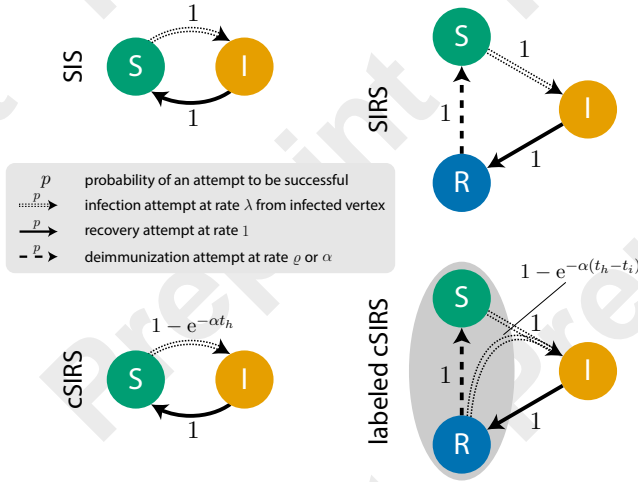 SIS
1
S
I
1
SIRS
S
1
I
1
1
R
p probability of an attempt to be successful
p infection attempt at rate λ from infected vertex
p recovery attempt at rate 1
p deimmunization attempt at rate ϱ or α
cSIRS
1 − e^{−αt_h}
S
I
1
labeled cSIRS
1 − e^{−α(t_h−t_i)}
S
1
I
1
1
R
Preprint